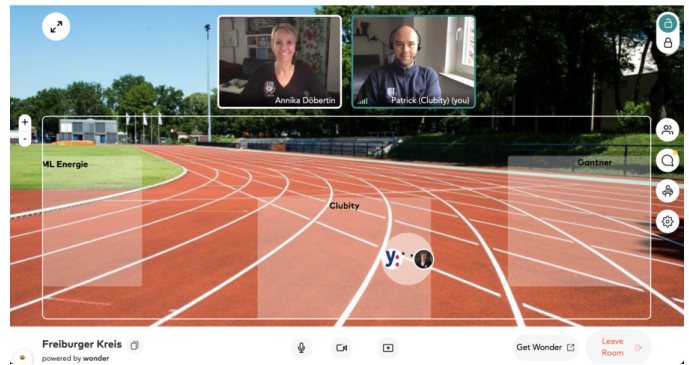 Annika Döbertin
Patrick (Clubity) (you)
+
-
ML Energie
Gantner
Clubity
y:
Freiburger Kreis
powered by wonder
Get Wonder
Leave
Room